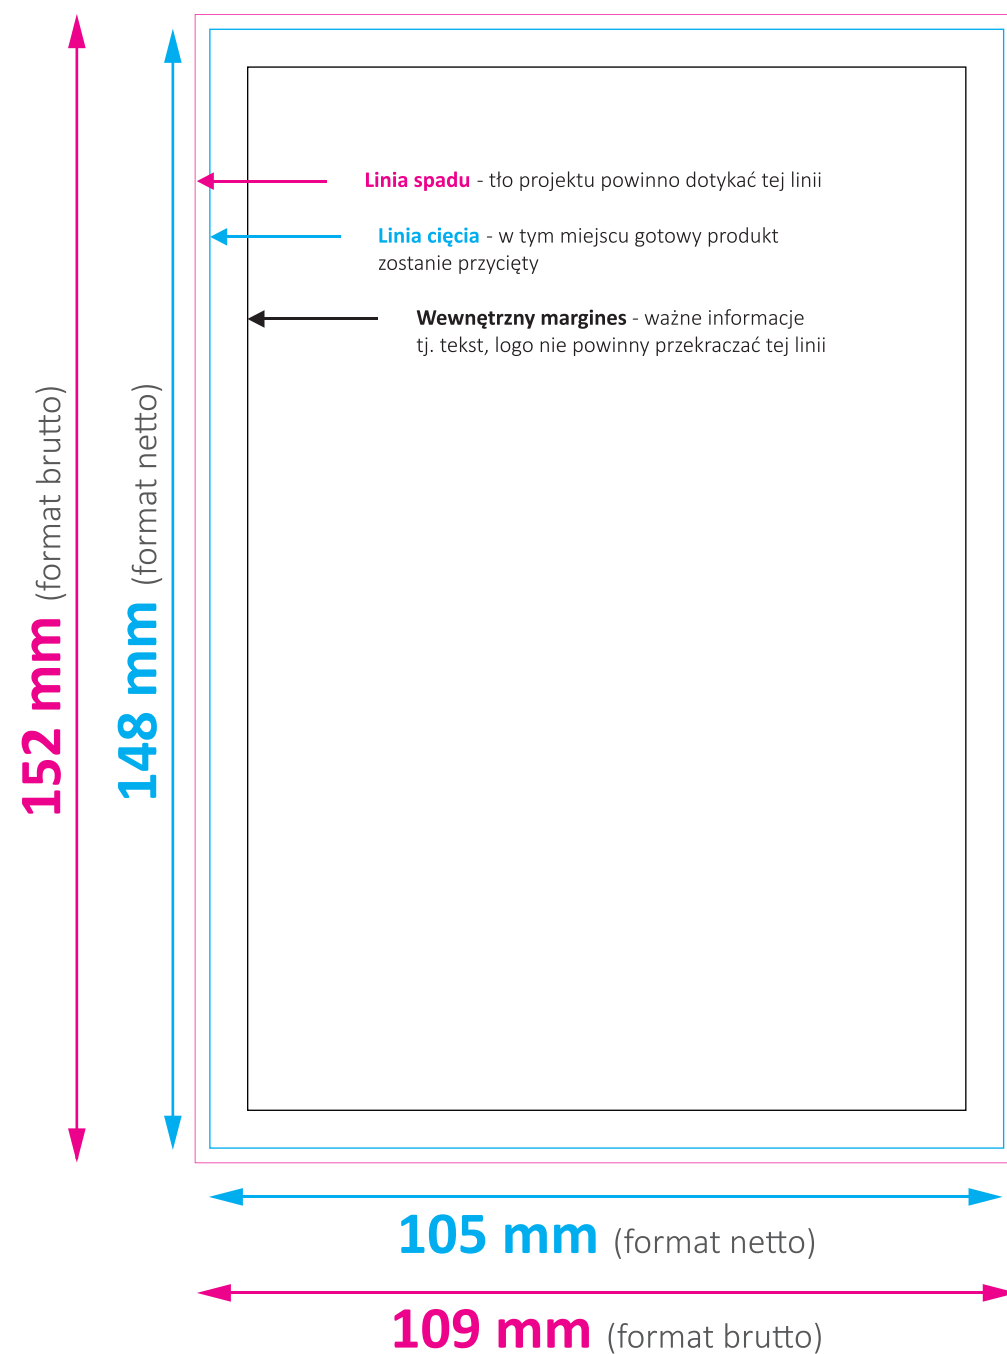 Linia spadu - tło projektu powinno dotykać tej linii
Linia cięcia - w tym miejscu gotowy produkt
zostanie przycięty
Wewnętrzny margines - ważne informacje
tj. tekst, logo nie powinny przekraczać tej linii
152 mm (format brutto)
148 mm (format netto)
105 mm (format netto)
109 mm (format brutto)